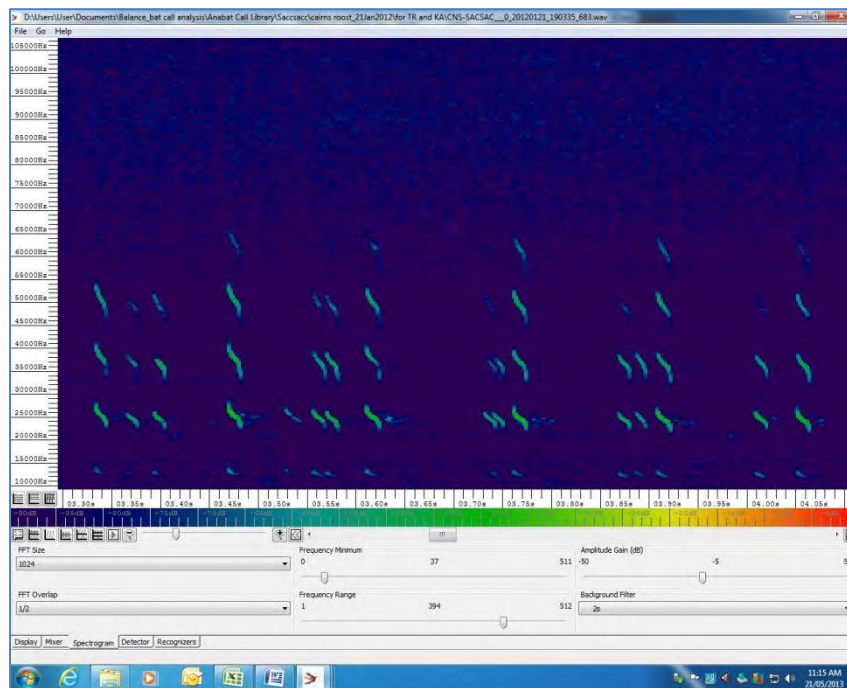 D:\Users\User\Documents\Balance_bat call analysis\Anabat Call Library\Saccsacc\cairns roost_21Jan2012\for TR and KA\CNS-SACSAC__0_20120121_190335_683.wav
File Go Help
105000Hz
100000Hz
95000Hz
90000Hz
85000Hz
80000Hz
75000Hz
70000Hz
65000Hz
60000Hz
55000Hz
50000Hz
45000Hz
40000Hz
35000Hz
30000Hz
25000Hz
20000Hz
15000Hz
10000Hz
03.30s 03.35s 03.40s 03.45s 03.50s 03.55s 03.60s 03.70s 03.75s 03.80s 03.85s 03.90s 03.95s 04.00s 04.05s
-90dB -85dB -80dB -75dB
FFT Size Frequency Minimum Amplitude Gain (dB)
1024 0 37 511 -50 -5
FFT Overlap Frequency Range Background Filter
1/2 1 394 512 2s
Display Mixer Spectrogram Detector Recognizers
11:15 AM
21/05/2013